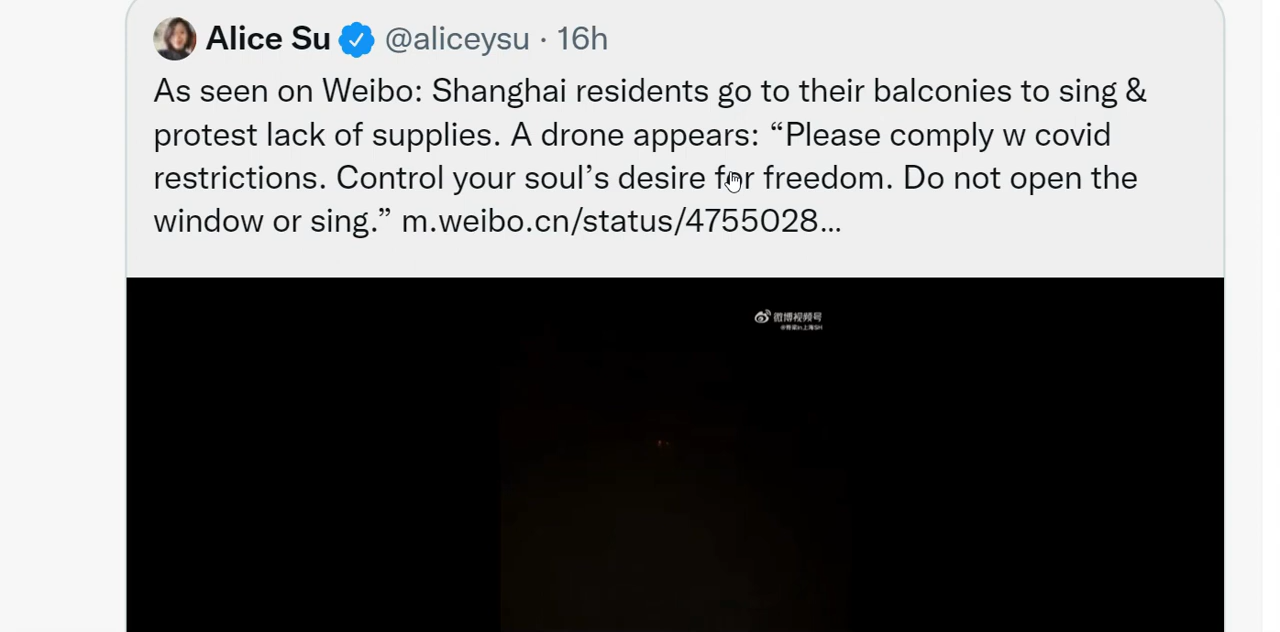 Alice Su @aliceysu · 16h
As seen on Weibo: Shanghai residents go to their balconies to sing &
protest lack of supplies. A drone appears: “Please comply w covid
restrictions. Control your soul’s desire for freedom. Do not open the
window or sing.” m.weibo.cn/status/4755028...
微博视频号